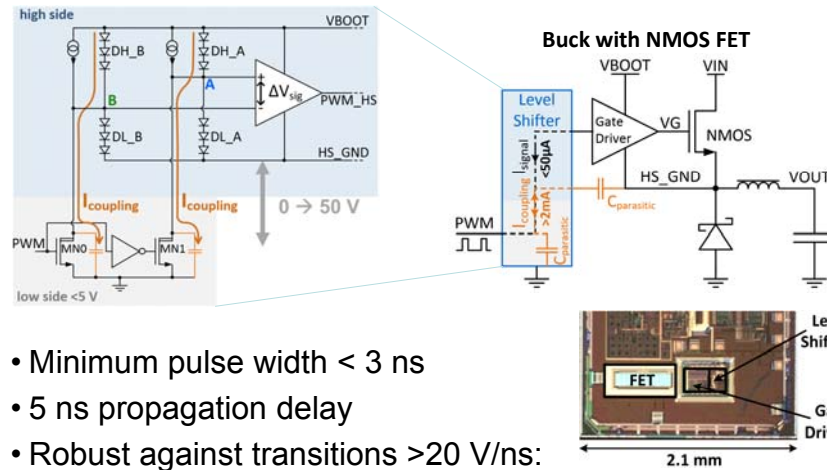 high side
VBOOT
DH_B
DH_A
A
B
ΔVsig
PWM_HS
DL_B
DL_A
HS_GND
Icoupling
Icoupling
0 → 50 V
PWM
MN0
MN1
low side <5 V
Buck with NMOS FET
VBOOT
VIN
Level
Shifter
Gate
Driver
VG
NMOS
Isignal
<50µA
HS_GND
VOUT
Icoupling
>2mA
Cparasitic
PWM
Cparasitic
• Minimum pulse width < 3 ns
• 5 ns propagation delay
• Robust against transitions >20 V/ns:
FET
Le
Shif
G
Driv
2.1 mm